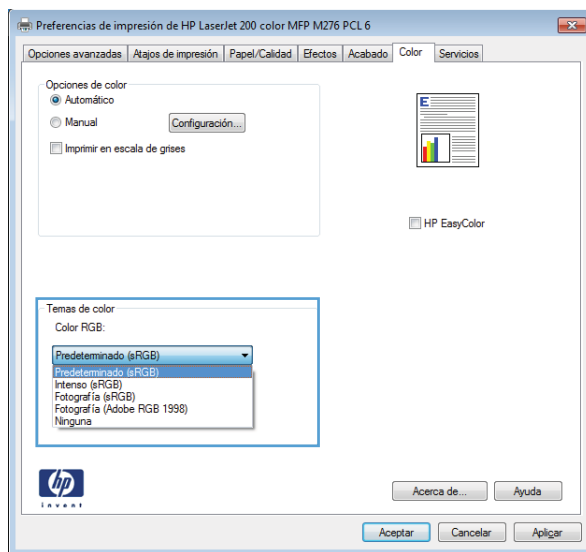 Preferencias de impresión de HP LaserJet 200 color MFP M276 PCL 6
Opciones avanzadas Atajos de impresión Papel/Calidad Efectos Acabado Color Servicios
Opciones de color
Automático
Manual Configuración...
Imprimir en escala de grises
E
HP EasyColor
Temas de color
Color RGB:
Predeterminado (sRGB)
Predeterminado (sRGB)
Intenso (sRGB)
Fotografía (sRGB)
Fotografía (Adobe RGB 1998)
Ninguna
hp
invent
Acerca de... Ayuda
Aceptar Cancelar Aplicar